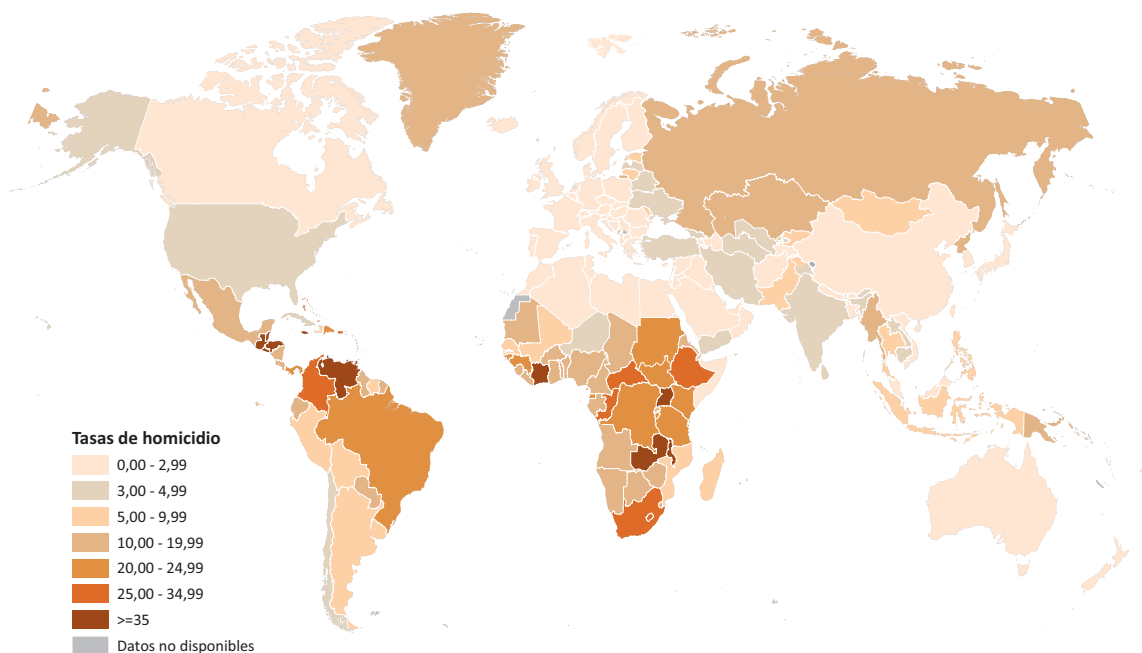 Tasas de homicidio
0,00 - 2,99
3,00 - 4,99
5,00 - 9,99
10,00 - 19,99
20,00 - 24,99
25,00 - 34,99
>=35
Datos no disponibles